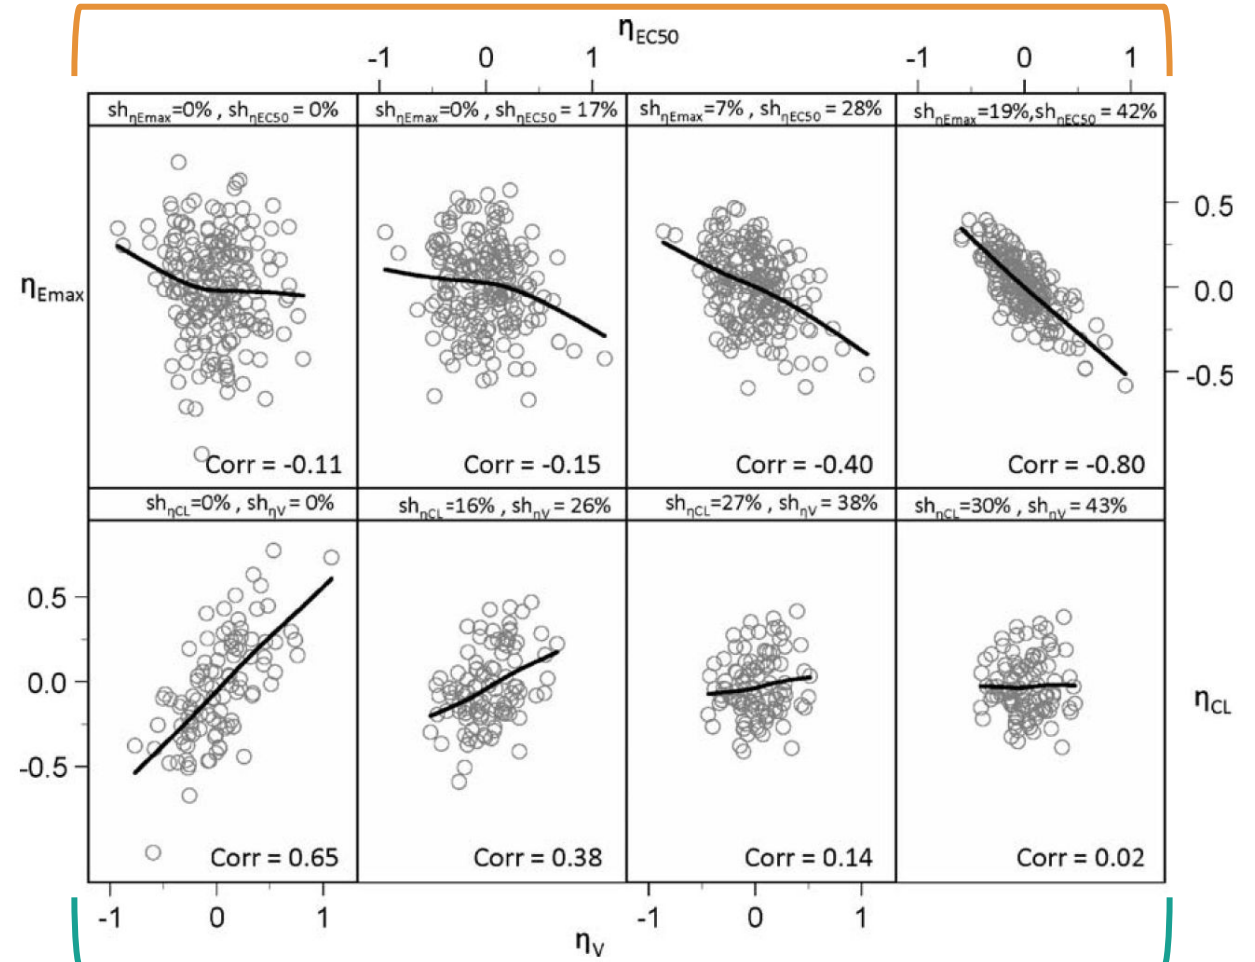 ηEC50
-1 0 1 -1 0 1
shηEmax=0% , shηEC50 = 0%
shηEmax=0% , shηEC50 = 17%
shηEmax=7% , shηEC50 = 28%
shηEmax=19%,shηEC50 = 42%
0.5
0.0
-0.5
ηEmax
Corr = -0.11
Corr = -0.15
Corr = -0.40
Corr = -0.80
shηCL=0% , shηV = 0%
shηCL=16% , shηV = 26%
shηCL=27% , shηV = 38%
shηCL=30% , shηV = 43%
0.5
0.0
-0.5
ηCL
Corr = 0.65
Corr = 0.38
Corr = 0.14
Corr = 0.02
-1 0 1 -1 0 1
ηV